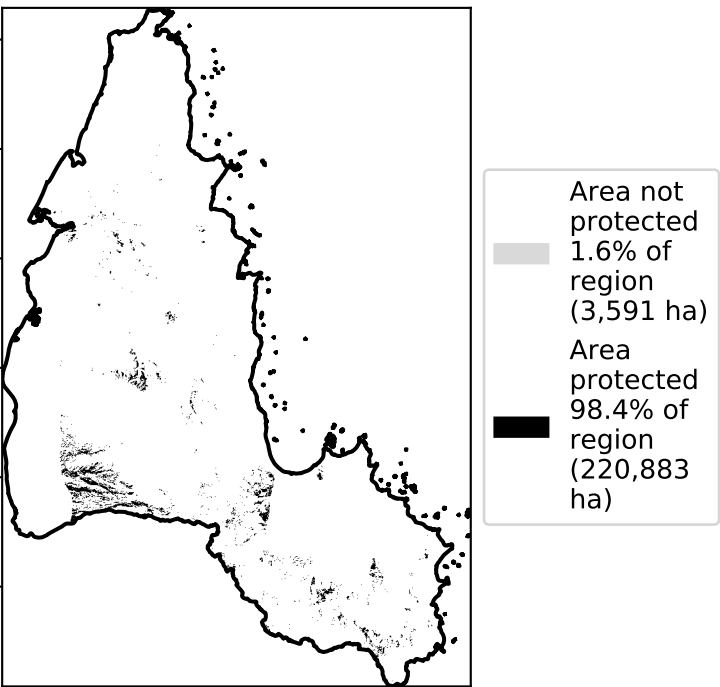 Area not
protected
1.6% of
region
(3,591 ha)
Area
protected
98.4% of
region
(220,883
ha)